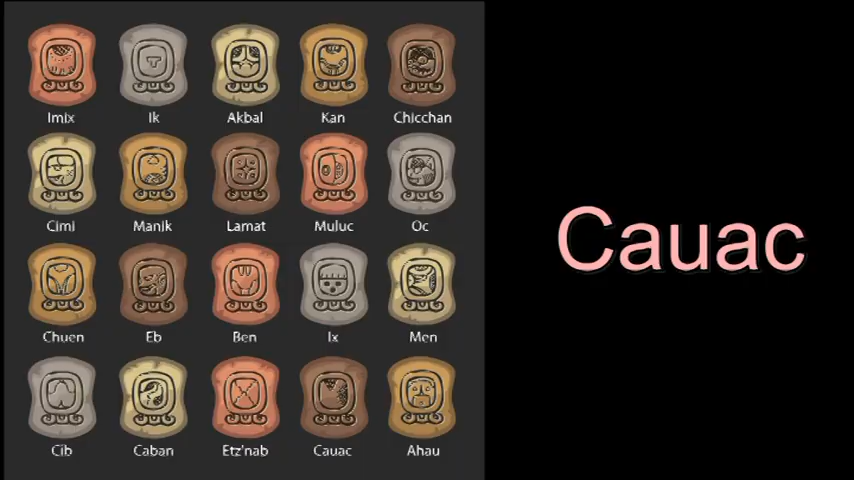 Imix Ik Akbal Kan Chicchan
Cimi Manik Lamat Muluc Oc
Chuen Eb Ben Ix Men
Cib Caban Etz'nab Cauac Ahau
Cauac